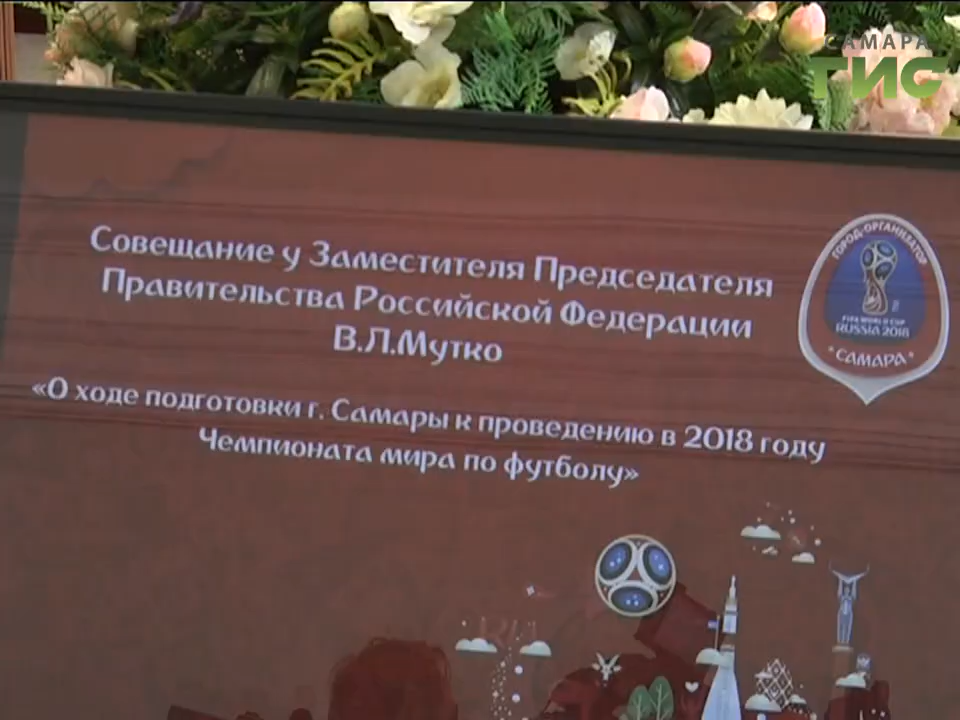 САМАРА
ГИС
Совещание у Заместителя Председателя
Правительства Российской Федерации
В.Л.Мутко
«О ходе подготовки г. Самары к проведению в 2018 году
Чемпионата мира по футболу»
ГОРОД-ОРГАНИЗАТОР
FIFA WORLD CUP
RUSSIA 2018
САМАРА